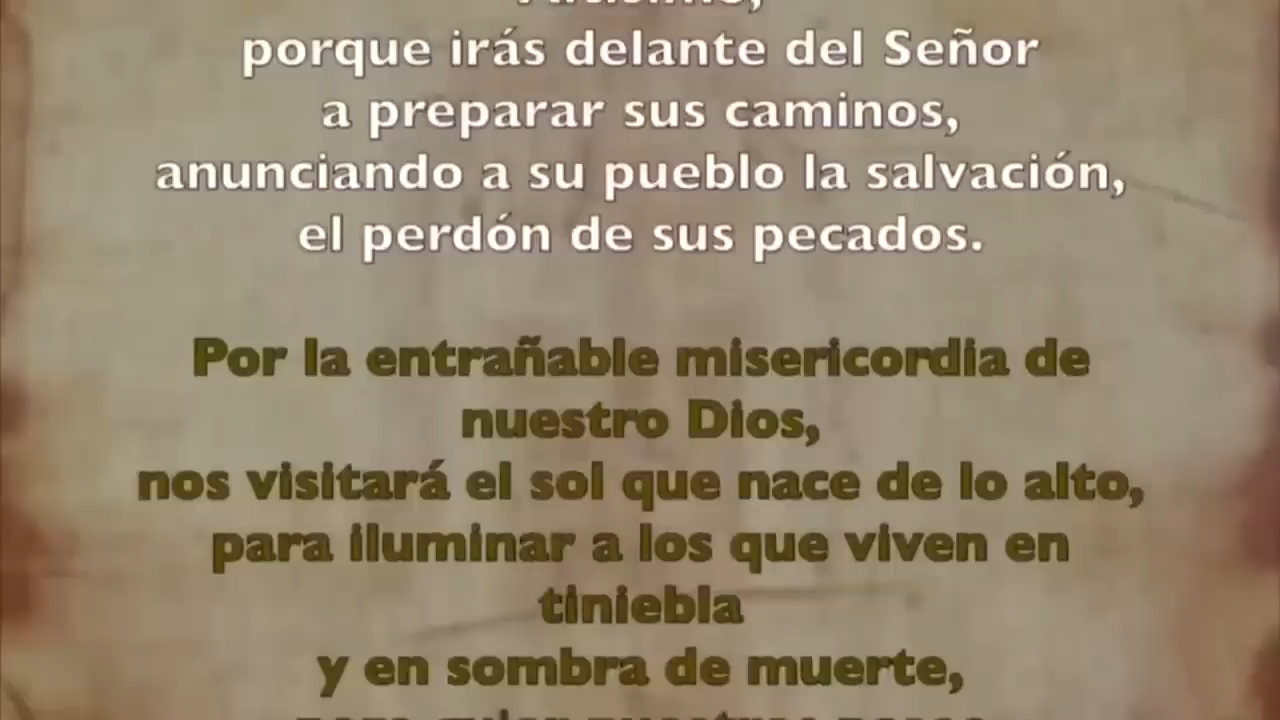 porque irás delante del Señor
a preparar sus caminos,
anunciando a su pueblo la salvación,
el perdón de sus pecados.
Por la entrañable misericordia de
nuestro Dios,
nos visitará el sol que nace de lo alto,
para iluminar a los que viven en
tiniebla
y en sombra de muerte,